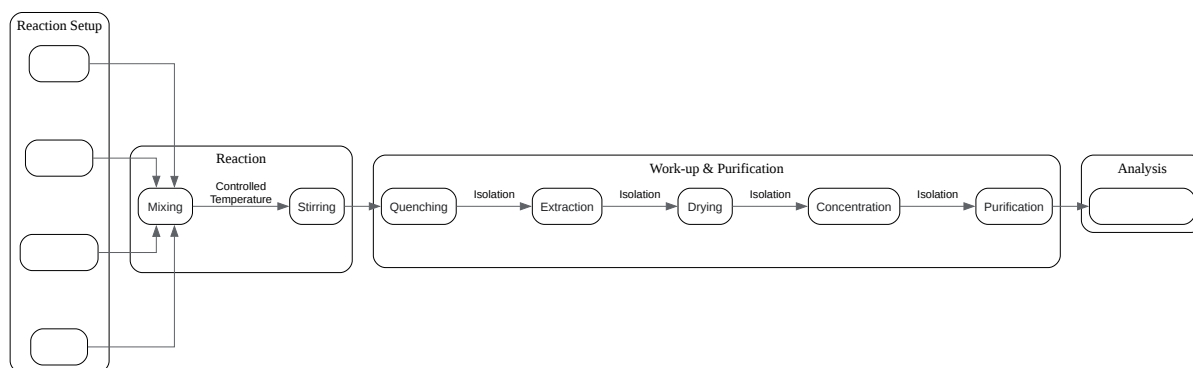 Reaction Setup
Reaction
Mixing
Controlled
Temperature
Stirring
Work-up & Purification
Quenching
Isolation
Extraction
Isolation
Drying
Isolation
Concentration
Isolation
Purification
Analysis